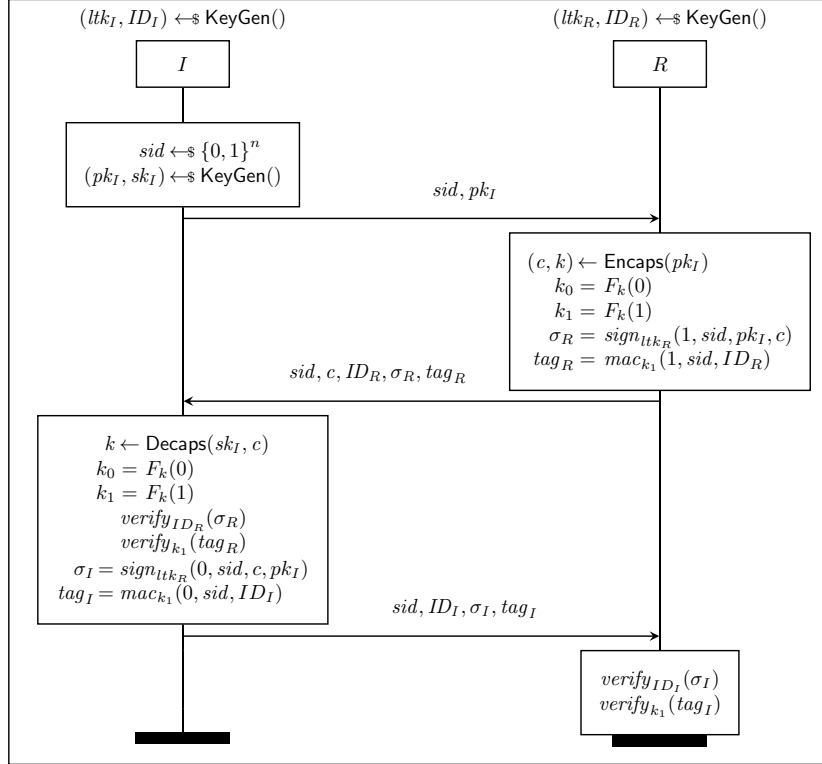 (ltk_I, ID_I) ←$ KeyGen()
(ltk_R, ID_R) ←$ KeyGen()
I
R
sid ←$ {0, 1}^n
(pk_I, sk_I) ←$ KeyGen()
sid, pk_I
(c, k) ← Encaps(pk_I)
k_0 = F_k(0)
k_1 = F_k(1)
σ_R = sign_{ltk_R}(1, sid, pk_I, c)
tag_R = mac_{k_1}(1, sid, ID_R)
sid, c, ID_R, σ_R, tag_R
k ← Decaps(sk_I, c)
k_0 = F_k(0)
k_1 = F_k(1)
verify_{ID_R}(σ_R)
verify_{k_1}(tag_R)
σ_I = sign_{ltk_R}(0, sid, c, pk_I)
tag_I = mac_{k_1}(0, sid, ID_I)
sid, ID_I, σ_I, tag_I
verify_{ID_I}(σ_I)
verify_{k_1}(tag_I)